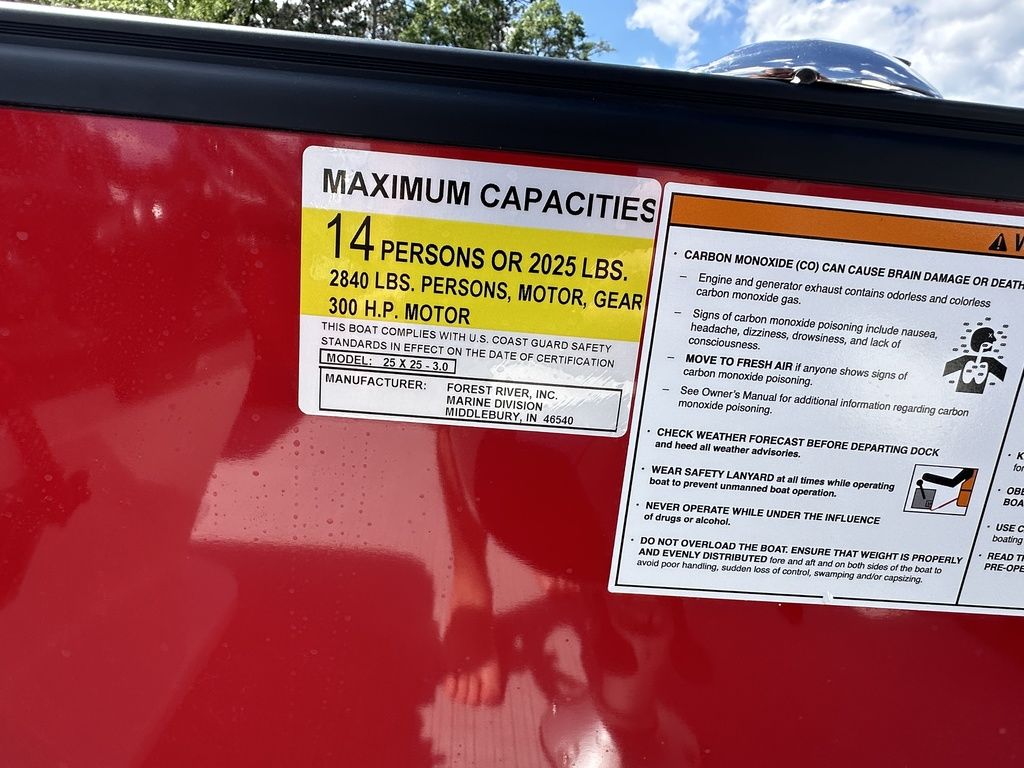 MAXIMUM CAPACITIES
14 PERSONS OR 2025 LBS.
2840 LBS. PERSONS, MOTOR, GEAR
300 H.P. MOTOR
THIS BOAT COMPLIES WITH U.S. COAST GUARD SAFETY
STANDARDS IN EFFECT ON THE DATE OF CERTIFICATION
MODEL: 25 X 25 - 3.0
MANUFACTURER: FOREST RIVER, INC.
MARINE DIVISION
MIDDLEBURY, IN 46540
· CARBON MONOXIDE (CO) CAN CAUSE BRAIN DAMAGE OR DEATH
– Engine and generator exhaust contains odorless and colorless
carbon monoxide gas.
– Signs of carbon monoxide poisoning include nausea,
headache, dizziness, drowsiness, and lack of
consciousness.
– MOVE TO FRESH AIR if anyone shows signs of
carbon monoxide poisoning.
– See Owner's Manual for additional information regarding carbon
monoxide poisoning.
· CHECK WEATHER FORECAST BEFORE DEPARTING DOCK
and heed all weather advisories.
· WEAR SAFETY LANYARD at all times while operating
boat to prevent unmanned boat operation.
· NEVER OPERATE WHILE UNDER THE INFLUENCE
of drugs or alcohol.
· DO NOT OVERLOAD THE BOAT. ENSURE THAT WEIGHT IS PROPERLY
AND EVENLY DISTRIBUTED fore and aft and on both sides of the boat to
avoid poor handling, sudden loss of control, swamping and/or capsizing.
· USE
boating
· READ
PRE-OPE